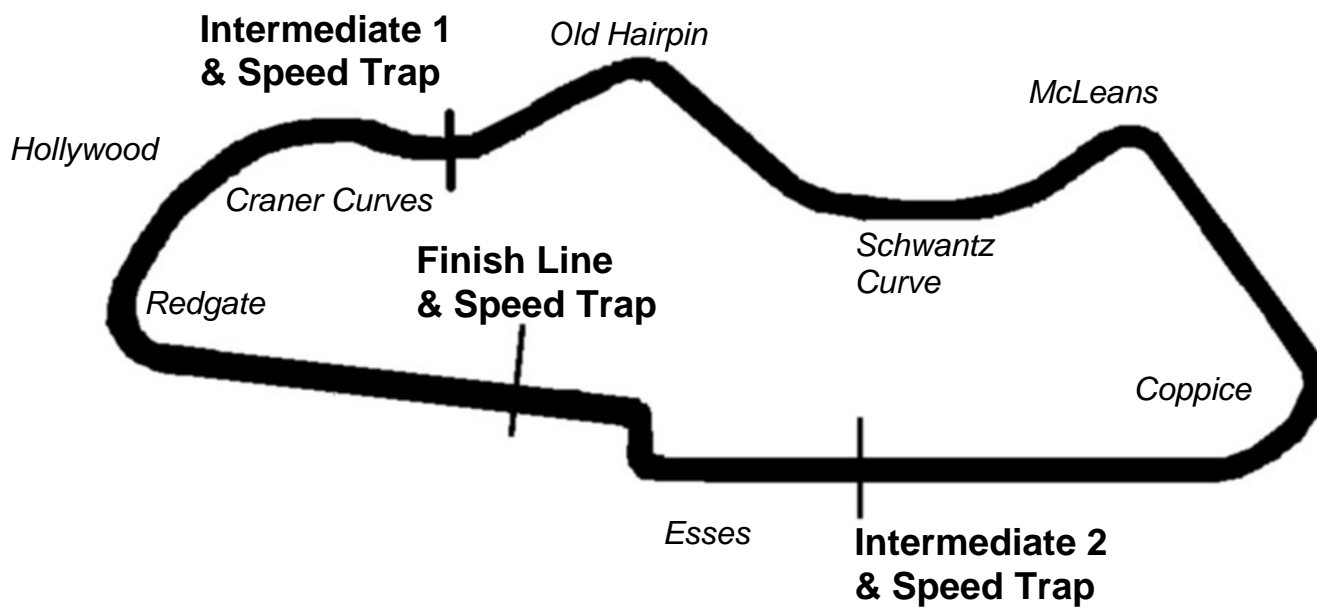 Intermediate 1
& Speed Trap
Old Hairpin
McLeans
Hollywood
Craner Curves
Schwantz
Curve
Finish Line
& Speed Trap
Redgate
Coppice
Esses
Intermediate 2
& Speed Trap